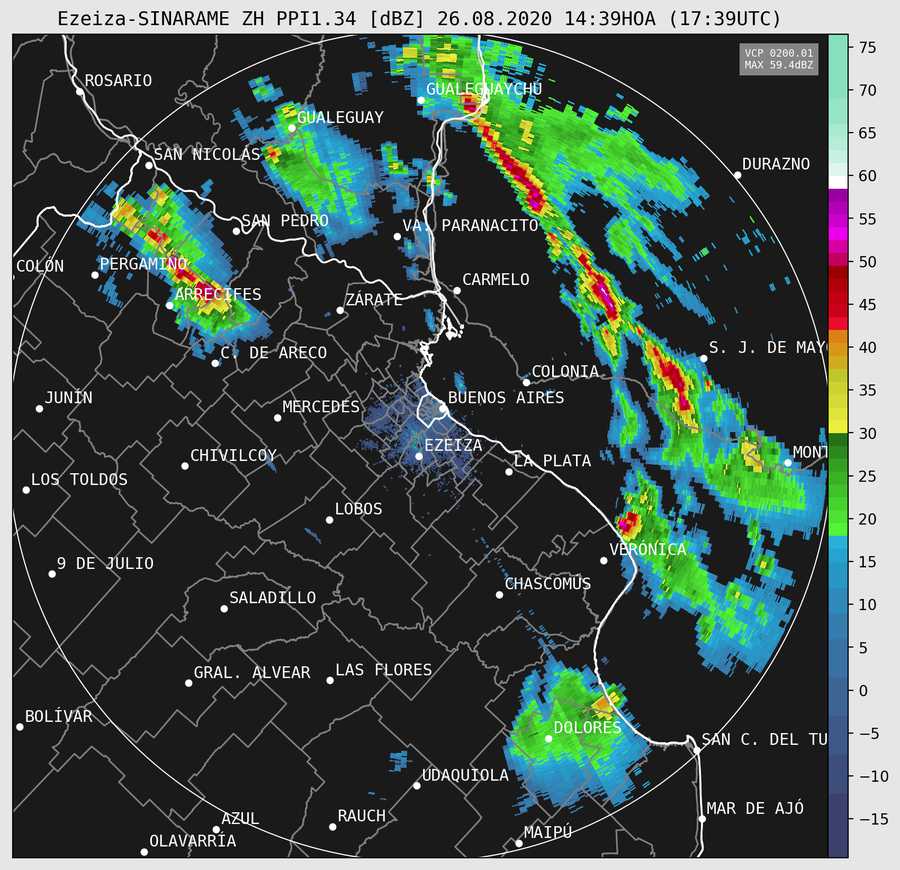 Ezeiza-SINARAME ZH PPI1.34 [dBZ] 26.08.2020 14:39HOA (17:39UTC)
VCP 0200.01
MAX 59.4dBZ
ROSARIO
GUALEGUAYCHÚ
GUALEGUAY
SAN NICOLÁS
DURAZNO
SAN PEDRO
VA. PARANACITO
COLÓN
PERGAMINO
CARMELO
ARRECIFES
ZÁRATE
S. J. DE MAY
C. DE ARECO
COLONIA
JUNÍN
MERCEDES
BUENOS AIRES
EZEIZA
MONT
CHIVILCOY
LA PLATA
LOS TOLDOS
LOBOS
VERÓNICA
9 DE JULIO
CHASCOMÚS
SALADILLO
GRAL. ALVEAR
LAS FLORES
BOLÍVAR
DOLORES
SAN C. DEL TU
UDAQUIOLA
MAR DE AJÓ
AZUL
RAUCH
MAIPÚ
OLAVARRÍA
75
70
65
60
55
50
45
40
35
30
25
20
15
10
5
0
−5
−10
−15